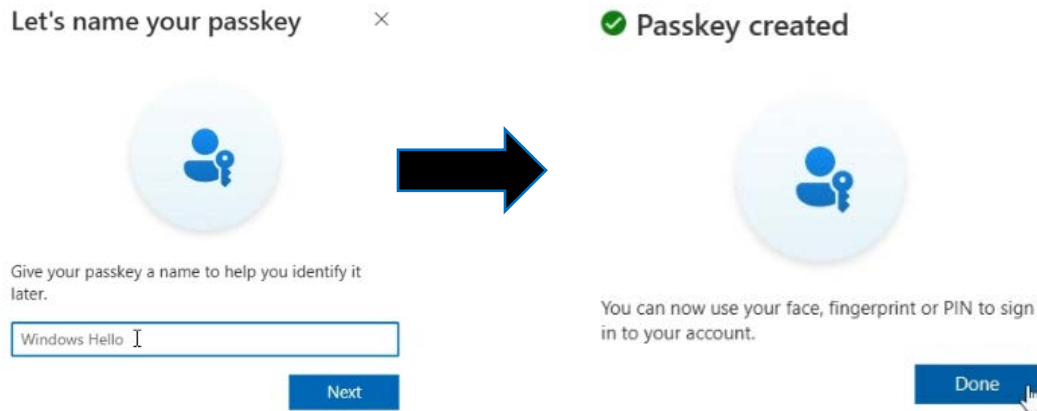 Let's name your passkey
Give your passkey a name to help you identify it
later.
Windows Hello
Next
Passkey created
You can now use your face, fingerprint or PIN to sign
in to your account.
Done